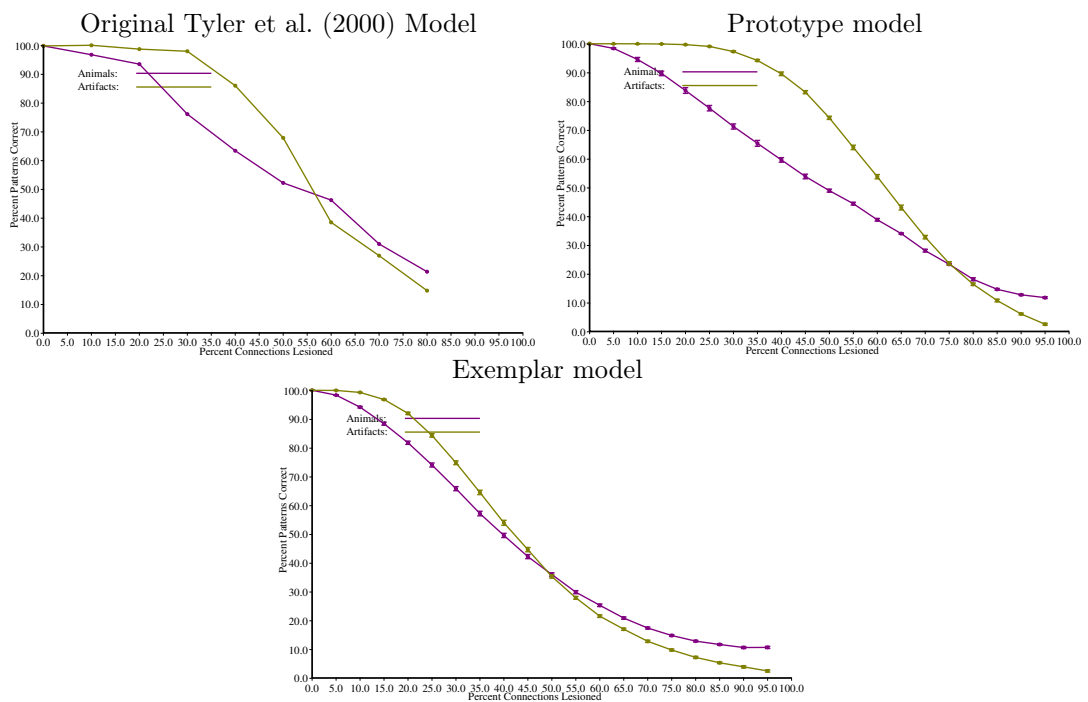 Original Tyler et al. (2000) Model
100.0
90.0
80.0
70.0
60.0
50.0
40.0
30.0
20.0
10.0
0.0
Percent Patterns Correct
Animals:
Artifacts:
0.0 5.0 10.0 15.0 20.0 25.0 30.0 35.0 40.0 45.0 50.0 55.0 60.0 65.0 70.0 75.0 80.0 85.0 90.0 95.0 100.0
Percent Connections Lesioned
Prototype model
100.0
90.0
80.0
70.0
60.0
50.0
40.0
30.0
20.0
10.0
0.0
Percent Patterns Correct
Animals:
Artifacts:
0.0 5.0 10.0 15.0 20.0 25.0 30.0 35.0 40.0 45.0 50.0 55.0 60.0 65.0 70.0 75.0 80.0 85.0 90.0 95.0 100.0
Percent Connections Lesioned
Exemplar model
100.0
90.0
80.0
70.0
60.0
50.0
40.0
30.0
20.0
10.0
0.0
Percent Patterns Correct
Animals:
Artifacts:
0.0 5.0 10.0 15.0 20.0 25.0 30.0 35.0 40.0 45.0 50.0 55.0 60.0 65.0 70.0 75.0 80.0 85.0 90.0 95.0 100.0
Percent Connections Lesioned